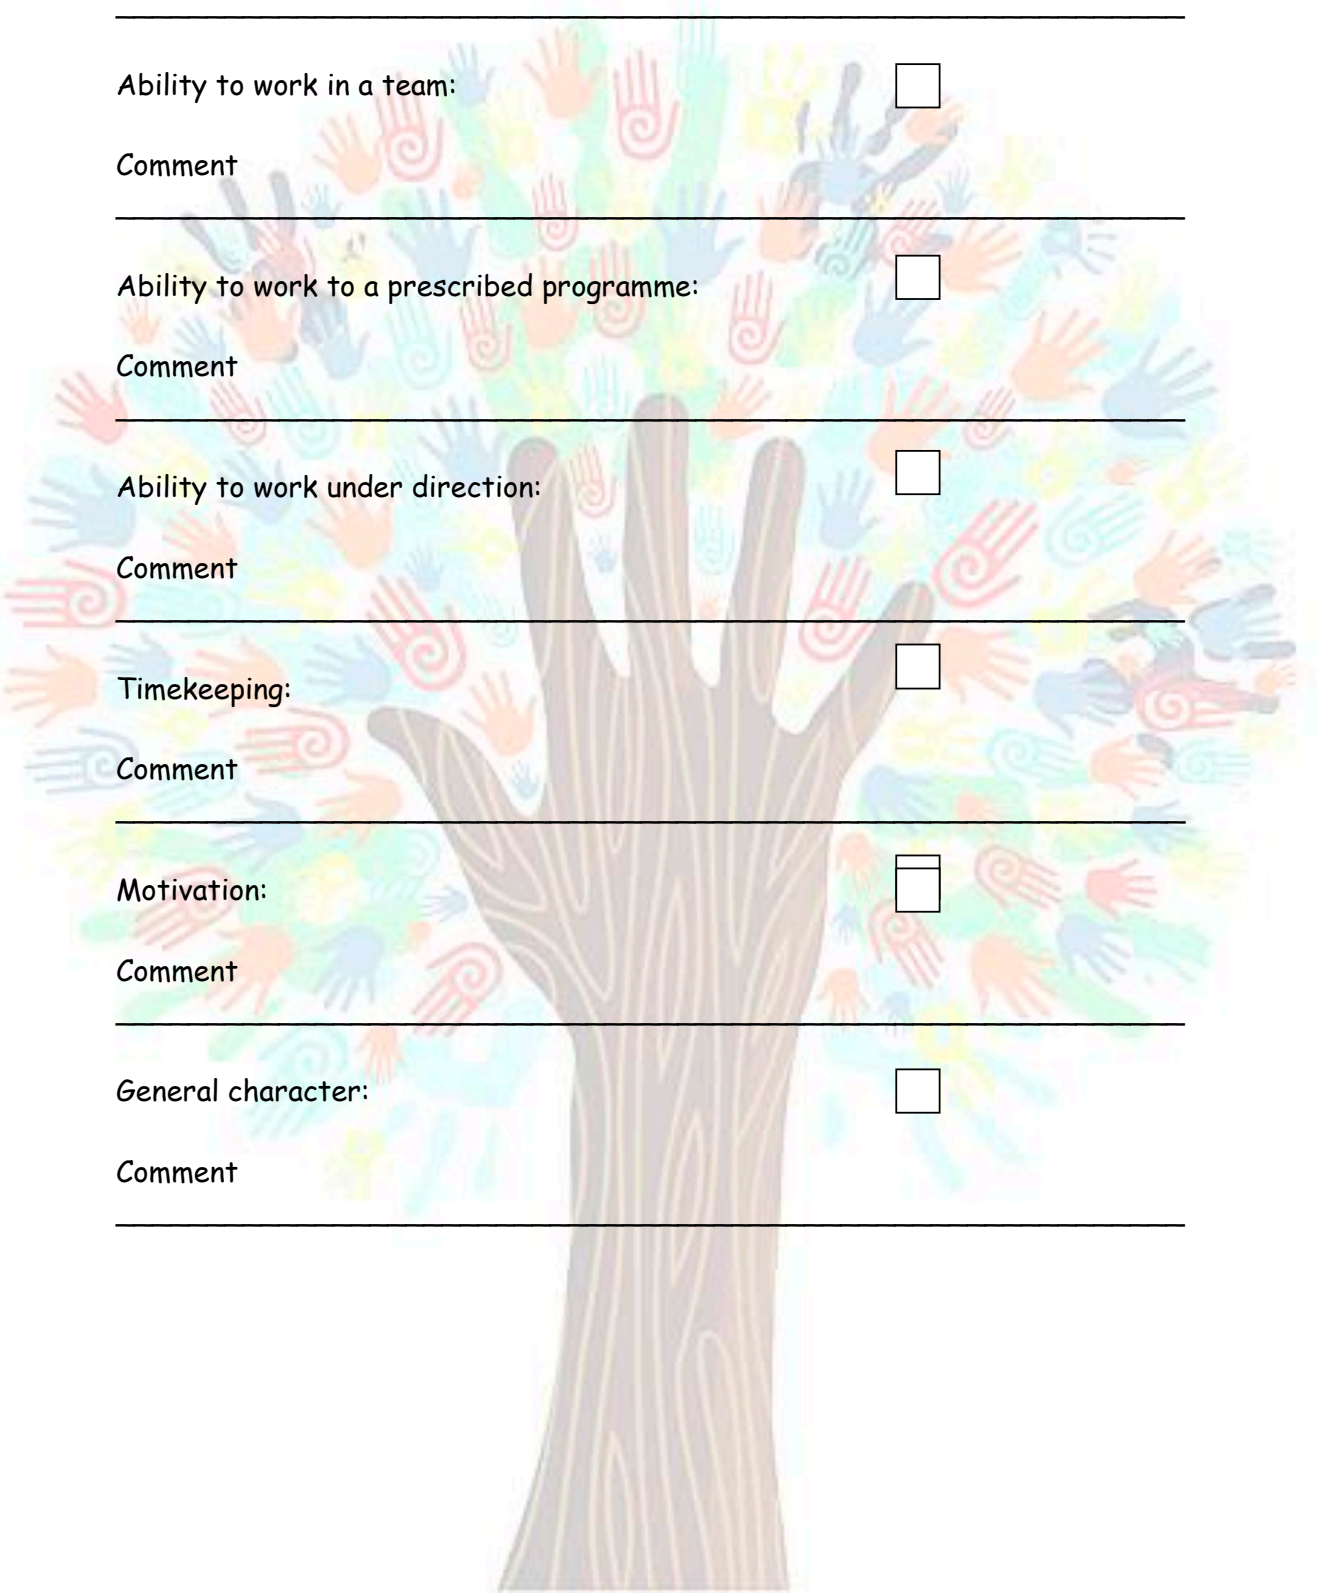 Ability to work in a team:
Comment
Ability to work to a prescribed programme:
Comment
Ability to work under direction:
Comment
Timekeeping:
Comment
Motivation:
Comment
General character:
Comment